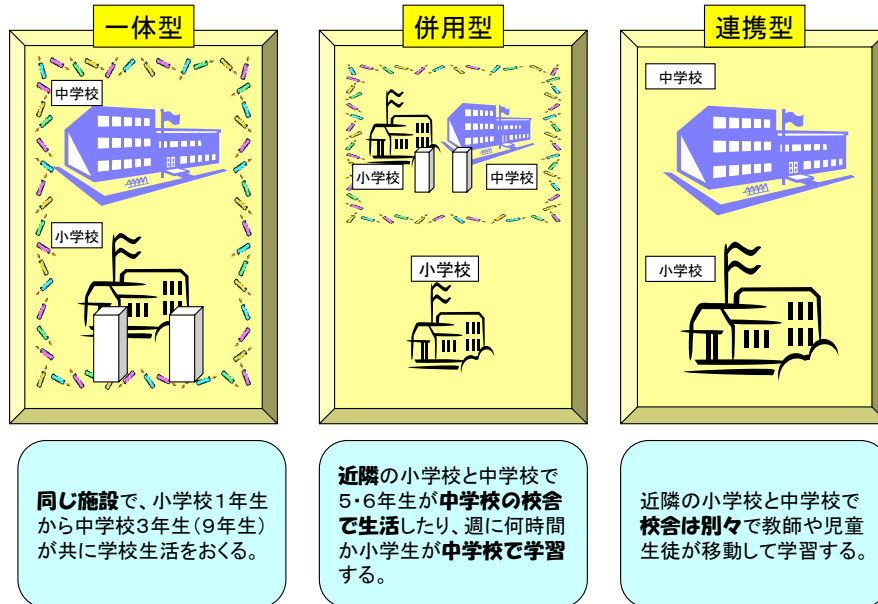 一体型
中学校
小学校
同じ施設で、小学校１年生
から中学校３年生（９年生）
が共に学校生活をおくる。
併用型
小学校
中学校
小学校
近隣の小学校と中学校で
５・６年生が中学校の校舎
で生活したり、週に何時間
か小学生が中学校で学習
する。
連携型
中学校
小学校
近隣の小学校と中学校で
校舎は別々で教師や児童
生徒が移動して学習する。